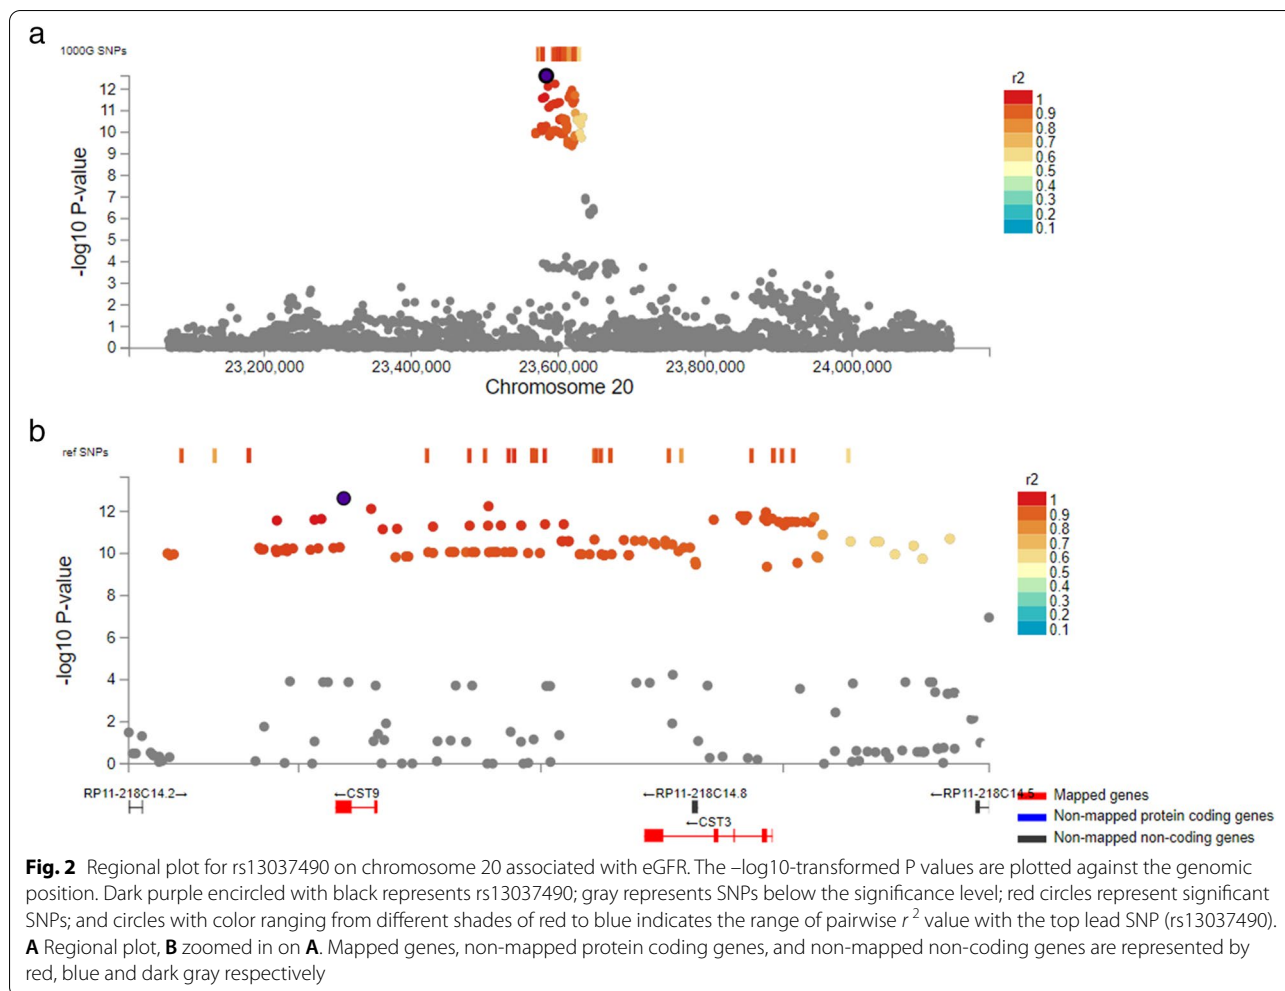 a
1000G SNPs
12
11
10
9
8
7
6
5
4
3
2
1
0
-log10 P-value
23,200,000 23,400,000 23,600,000 23,800,000 24,000,000
Chromosome 20
r2
1
0.9
0.8
0.7
0.6
0.5
0.4
0.3
0.2
0.1
b
ref SNPs
12
10
8
6
4
2
0
-log10 P-value
r2
1
0.9
0.8
0.7
0.6
0.5
0.4
0.3
0.2
0.1
RP11-218C14.2→ ←CST9 ←RP11-218C14.8 ←RP11-218C14.5
←CST3
Mapped genes
Non-mapped protein coding genes
Non-mapped non-coding genes
Fig. 2 Regional plot for rs13037490 on chromosome 20 associated with eGFR. The –log10-transformed P values are plotted against the genomic
position. Dark purple encircled with black represents rs13037490; gray represents SNPs below the significance level; red circles represent significant
SNPs; and circles with color ranging from different shades of red to blue indicates the range of pairwise r² value with the top lead SNP (rs13037490).
A Regional plot, B zoomed in on A. Mapped genes, non-mapped protein coding genes, and non-mapped non-coding genes are represented by
red, blue and dark gray respectively